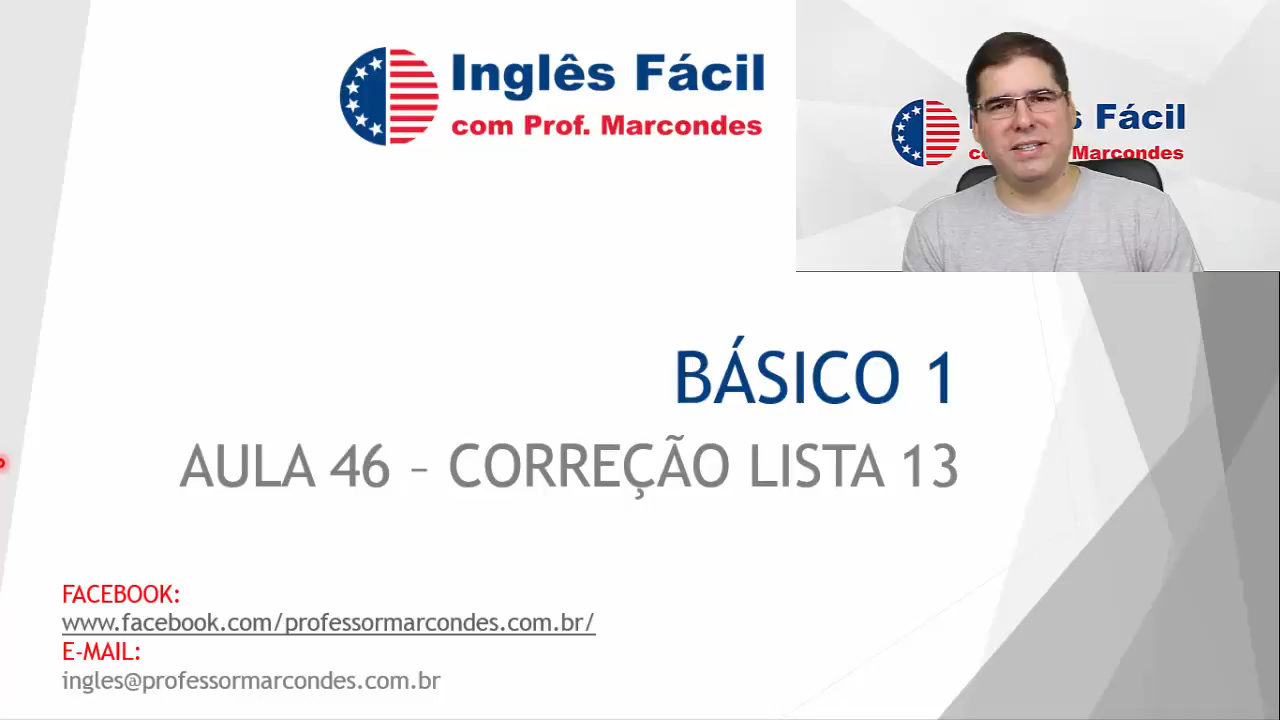 Inglês Fácil
com Prof. Marcondes
s Fácil
Marcondes
BÁSICO 1
AULA 46 – CORREÇÃO LISTA 13
FACEBOOK:
www.facebook.com/professormarcondes.com.br/
E-MAIL:
ingles@professormarcondes.com.br